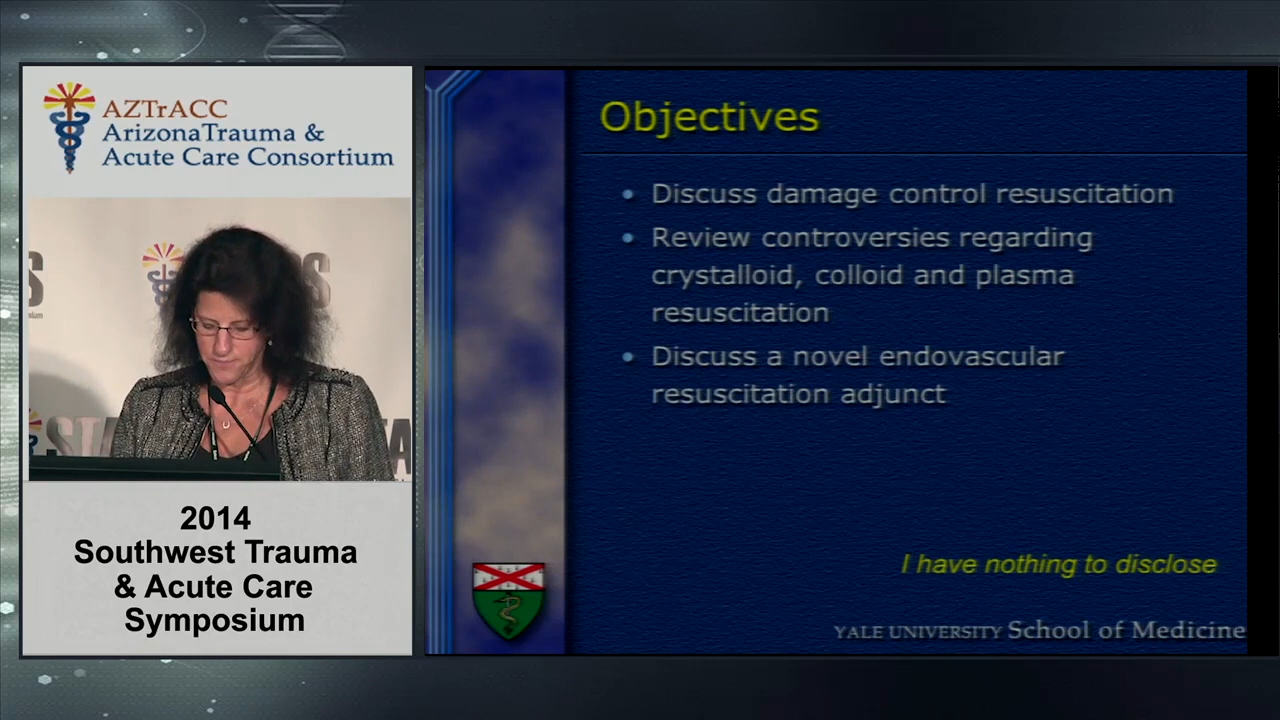 AZTrACC
ArizonaTrauma &
Acute Care Consortium
2014
Southwest Trauma
& Acute Care
Symposium
Objectives
• Discuss damage control resuscitation
• Review controversies regarding
crystalloid, colloid and plasma
resuscitation
• Discuss a novel endovascular
resuscitation adjunct
I have nothing to disclose
YALE UNIVERSITY School of Medicine